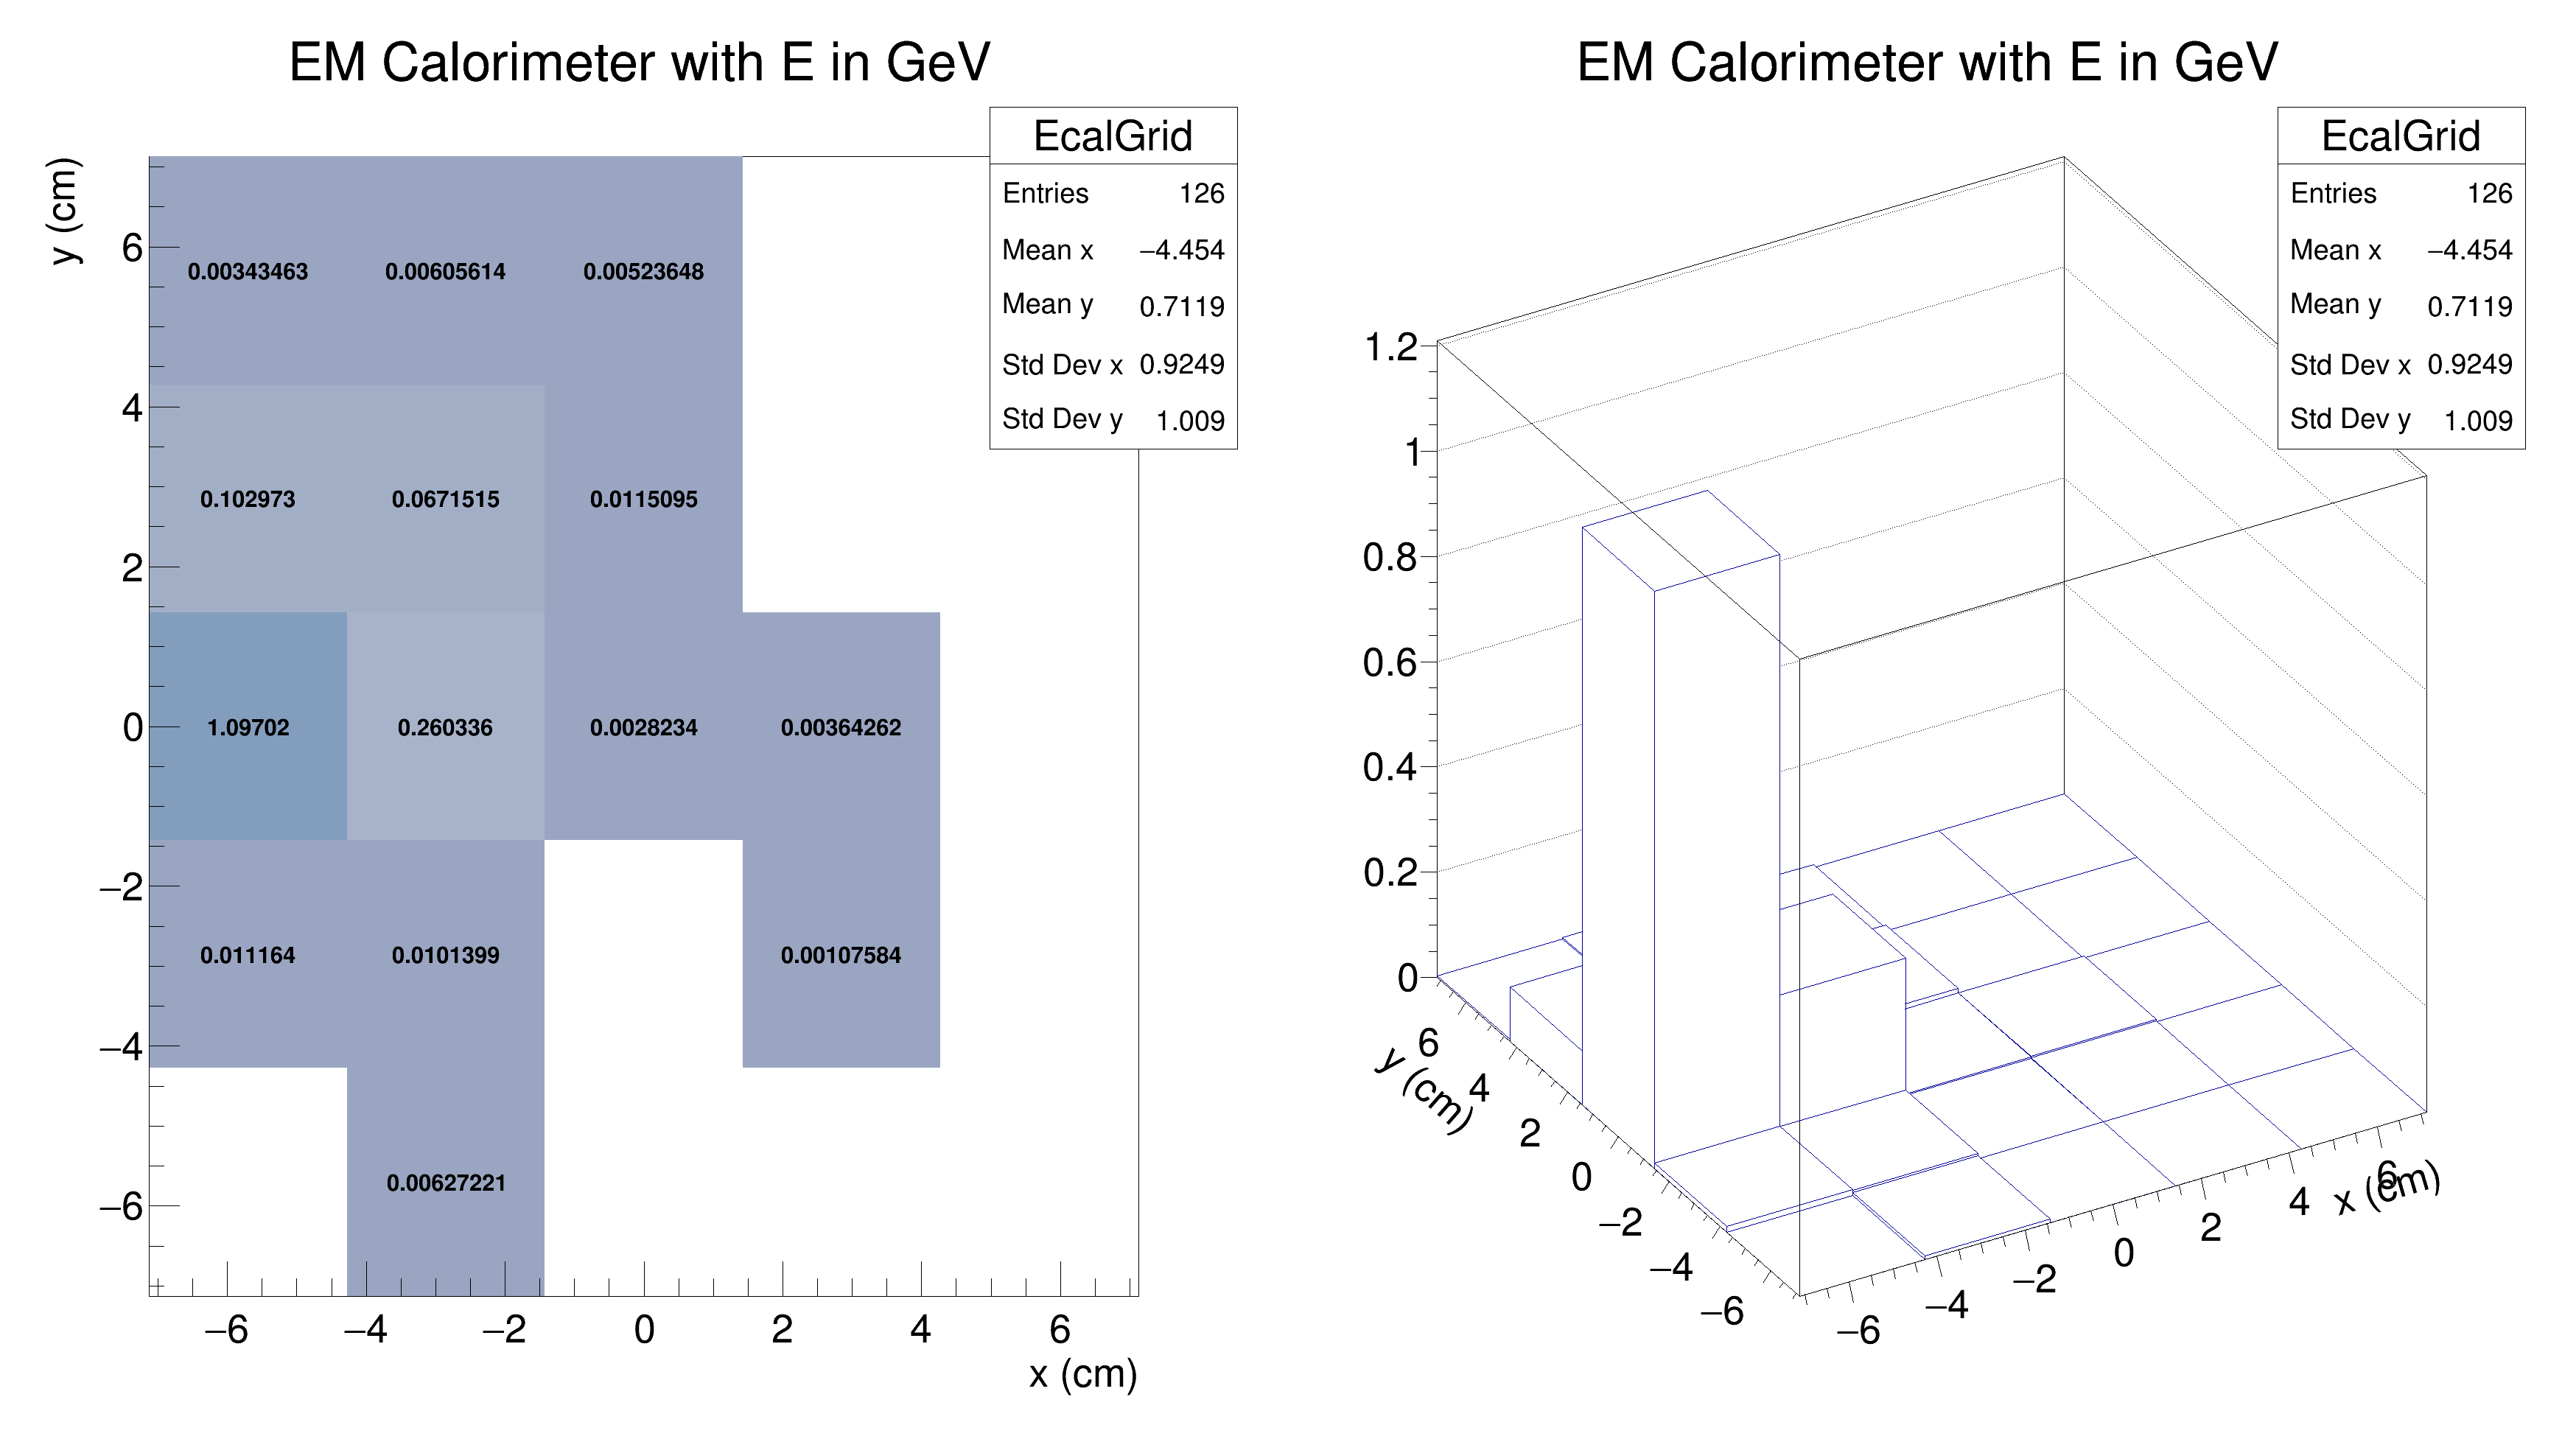 EM Calorimeter with E in GeV
EcalGrid
Entries 126
Mean x −4.454
Mean y 0.7119
Std Dev x 0.9249
Std Dev y 1.009
y (cm)
6
4
2
0
−2
−4
−6
0.00343463 0.00605614 0.00523648
0.102973 0.0671515 0.0115095
1.09702 0.260336 0.0028234 0.00364262
0.011164 0.0101399 0.00107584
0.00627221
−6 −4 −2 0 2 4 6
x (cm)
EM Calorimeter with E in GeV
EcalGrid
Entries 126
Mean x −4.454
Mean y 0.7119
Std Dev x 0.9249
Std Dev y 1.009
1.2
1
0.8
0.6
0.4
0.2
0
y (cm)
6
4
2
0
−2
−4
−6
−6 −4 −2 0 2 4 6
x (cm)